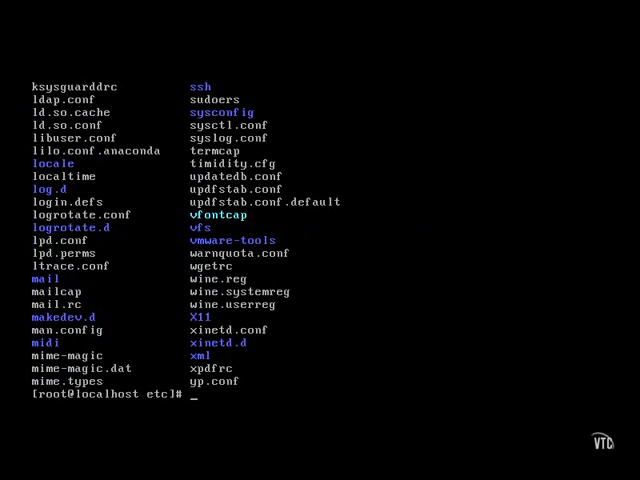 ksysguarddrc ssh
ldap.conf sudoers
ld.so.cache sysconfig
ld.so.conf sysctl.conf
libuser.conf syslog.conf
lilo.conf.anaconda termcap
locale timidity.cfg
localtime updatedb.conf
log.d updfstab.conf
login.defs updfstab.conf.default
logrotate.conf vfontcap
logrotate.d vfs
lpd.conf vmware-tools
lpd.perms warnquota.conf
ltrace.conf wgetrc
mail wine.reg
mailcap wine.systemreg
mail.rc wine.userreg
makedev.d X11
man.config xinetd.conf
midi xinetd.d
mime-magic xml
mime-magic.dat xpdfrc
mime.types yp.conf
[root@localhost etc]# _
VTC